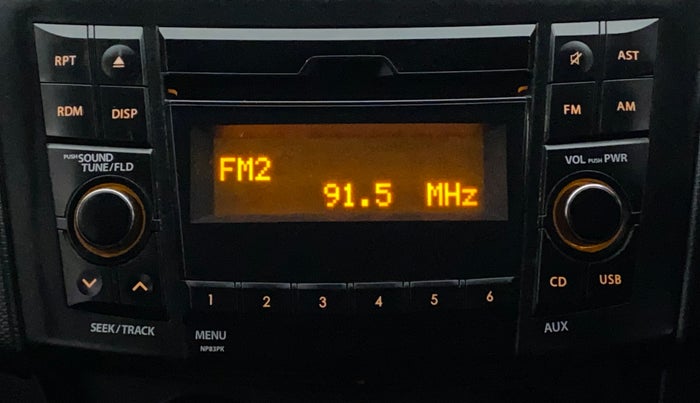 RPT
AST
RDM
DISP
FM
AM
PUSH SOUND
TUNE/FLD
VOL PUSH PWR
FM2
91.5 MHz
CD
USB
1 2 3 4 5 6
SEEK/TRACK
MENU
AUX
NP03PK